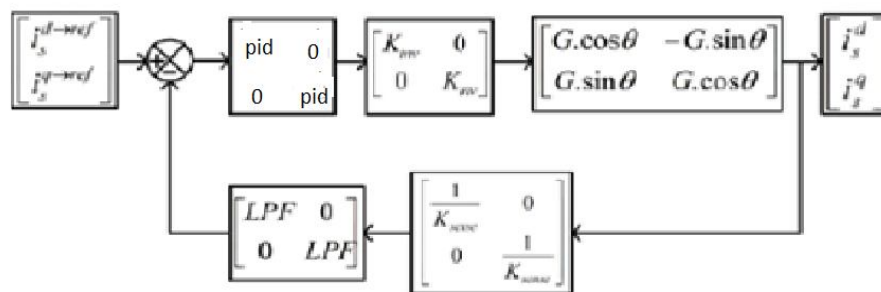 i_s^{d-ref}
i_s^{q-ref}
+
-
pid 0
0 pid
K_inv 0
0 K_inv
G.cosθ -G.sinθ
G.sinθ G.cosθ
i_s^d
i_s^q
LPF 0
0 LPF
1/K_sense 0
0 1/K_sense